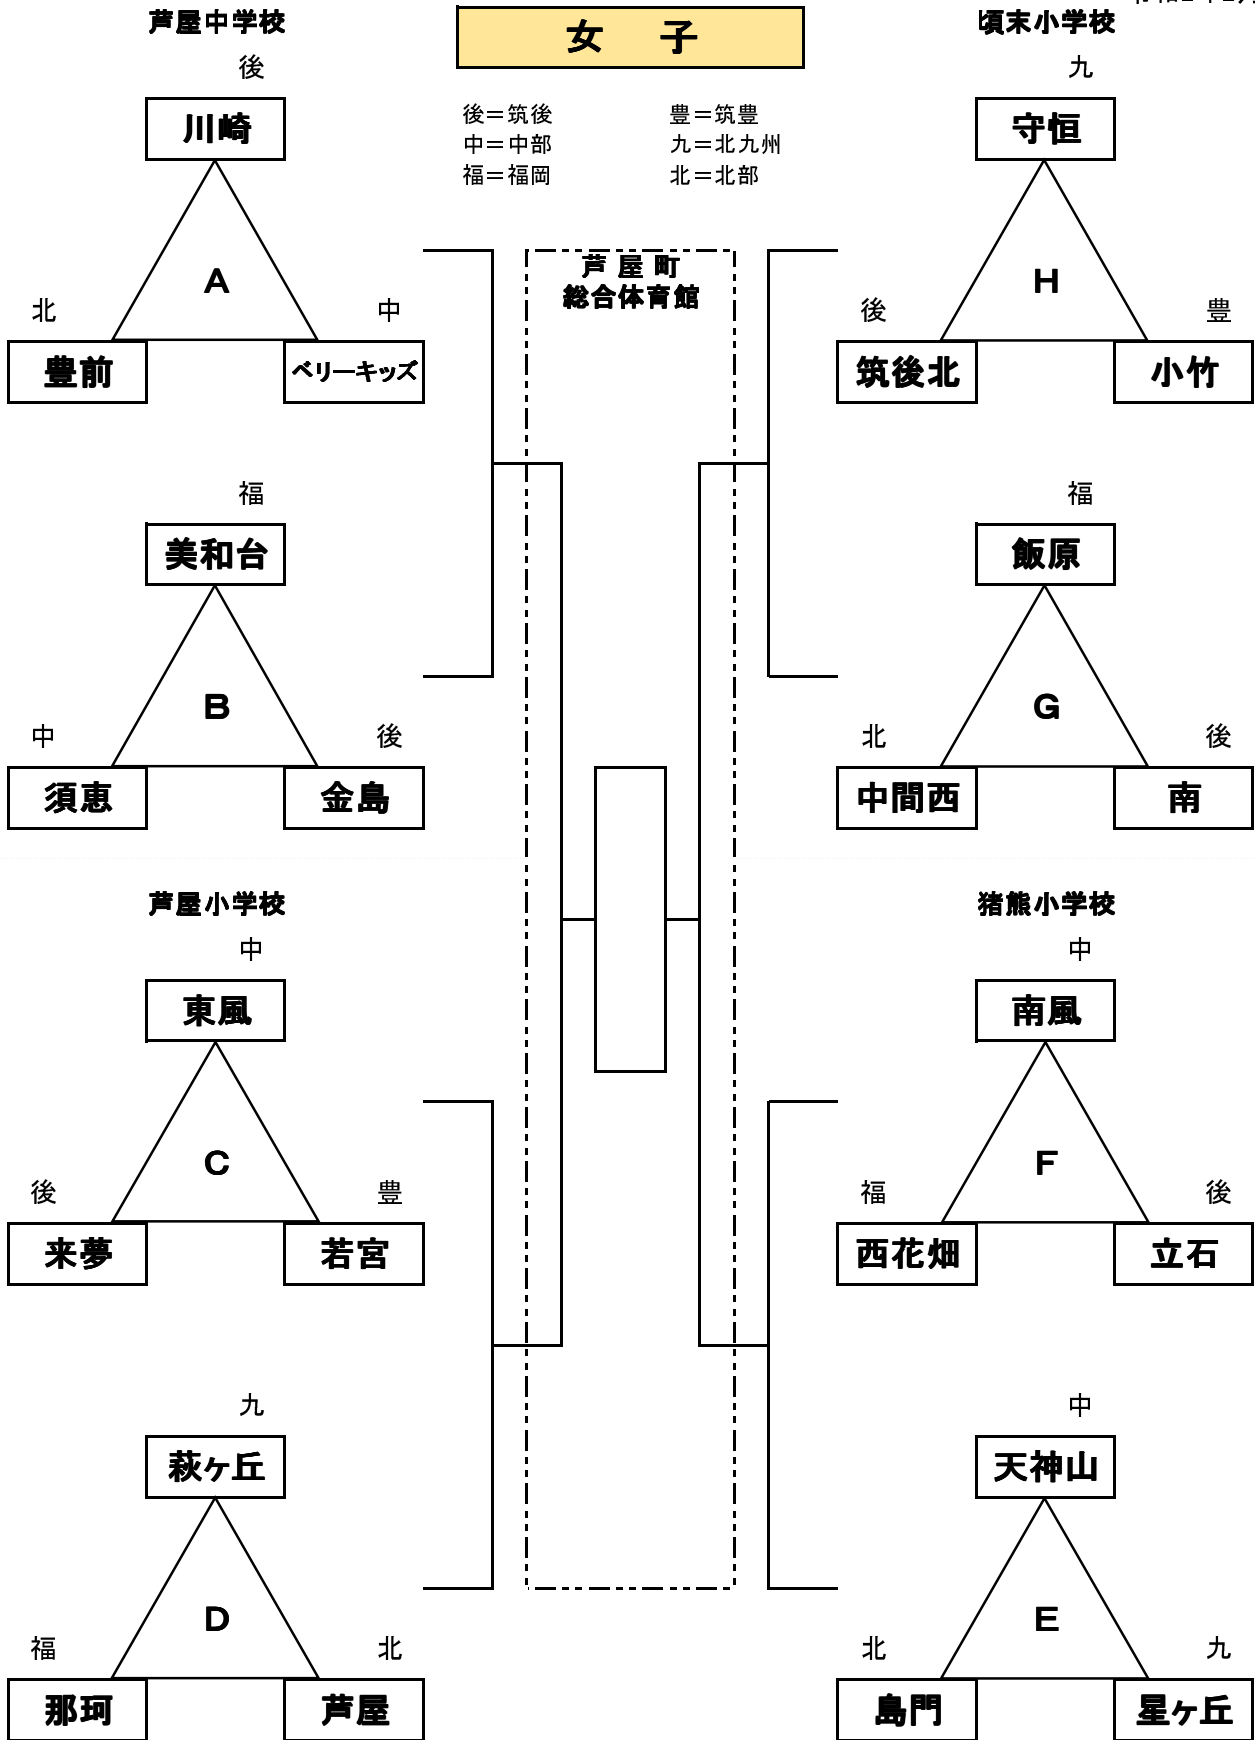 芦屋中学校
女 子
頃末小学校
後
九
川崎
守恒
後＝筑後 豊＝筑豊
中＝中部 九＝北九州
福＝福岡 北＝北部
芦屋町
総合体育館
A
H
北
中
後
豊
豊前
ベリーキッズ
筑後北
小竹
福
福
美和台
飯原
B
G
中
後
北
後
須恵
金島
中間西
南
芦屋小学校
猪熊小学校
中
中
東風
南風
C
F
後
豊
福
後
来夢
若宮
西花畑
立石
九
中
萩ヶ丘
天神山
D
E
福
北
北
九
那珂
芦屋
島門
星ヶ丘